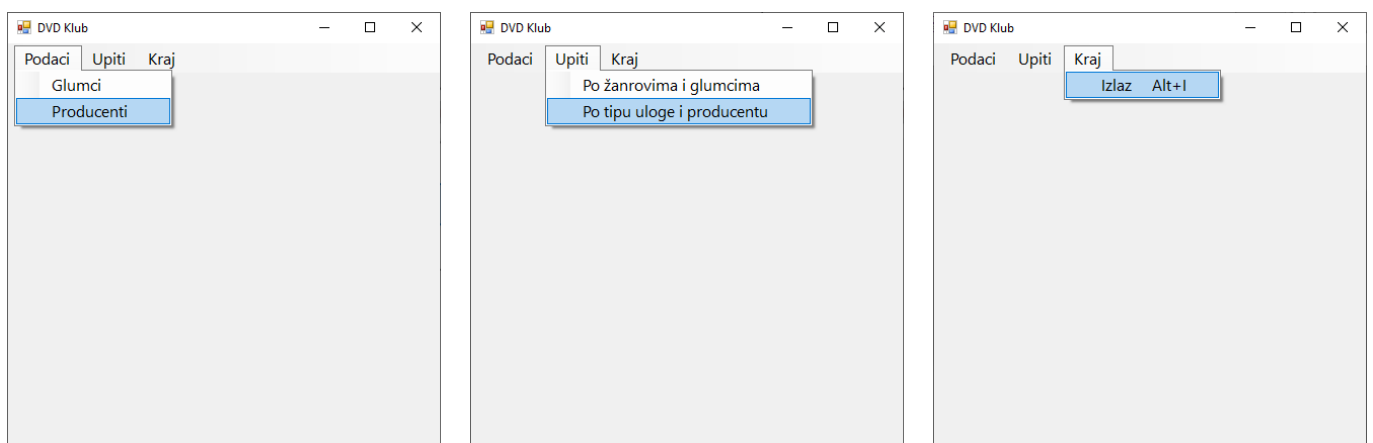 DVD Klub
Podaci Upiti Kraj
Glumci
Producenti
DVD Klub
Podaci Upiti Kraj
Po žanrovima i glumcima
Po tipu uloge i producentu
DVD Klub
Podaci Upiti Kraj
Izlaz Alt+I